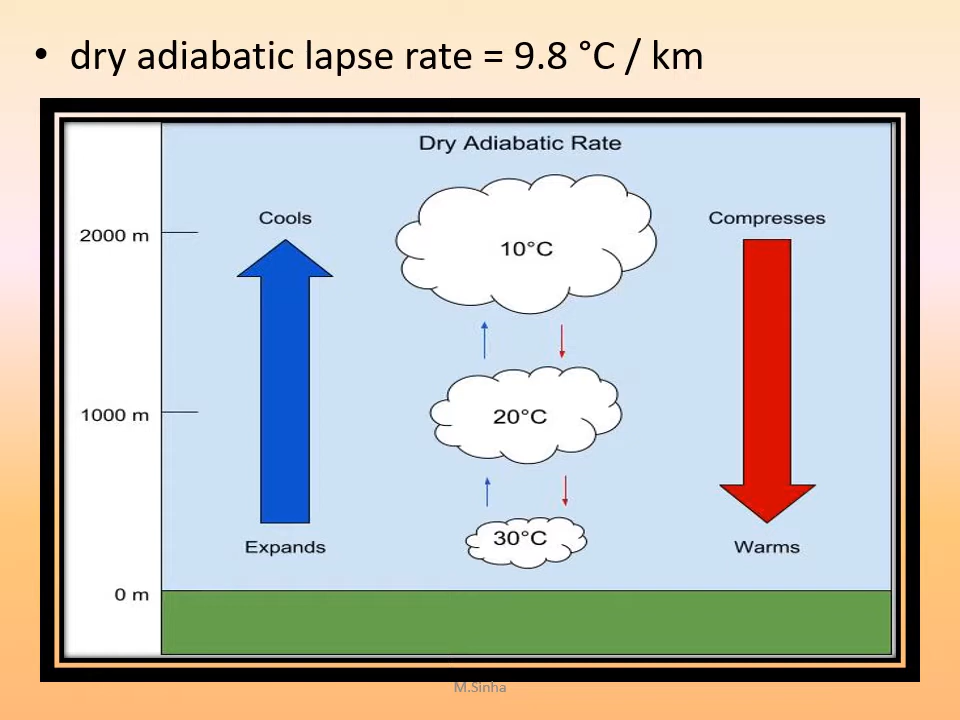 • dry adiabatic lapse rate = 9.8 °C / km
Dry Adiabatic Rate
Cools
Compresses
2000 m
10°C
1000 m
20°C
30°C
Expands
Warms
0 m
M.Sinha